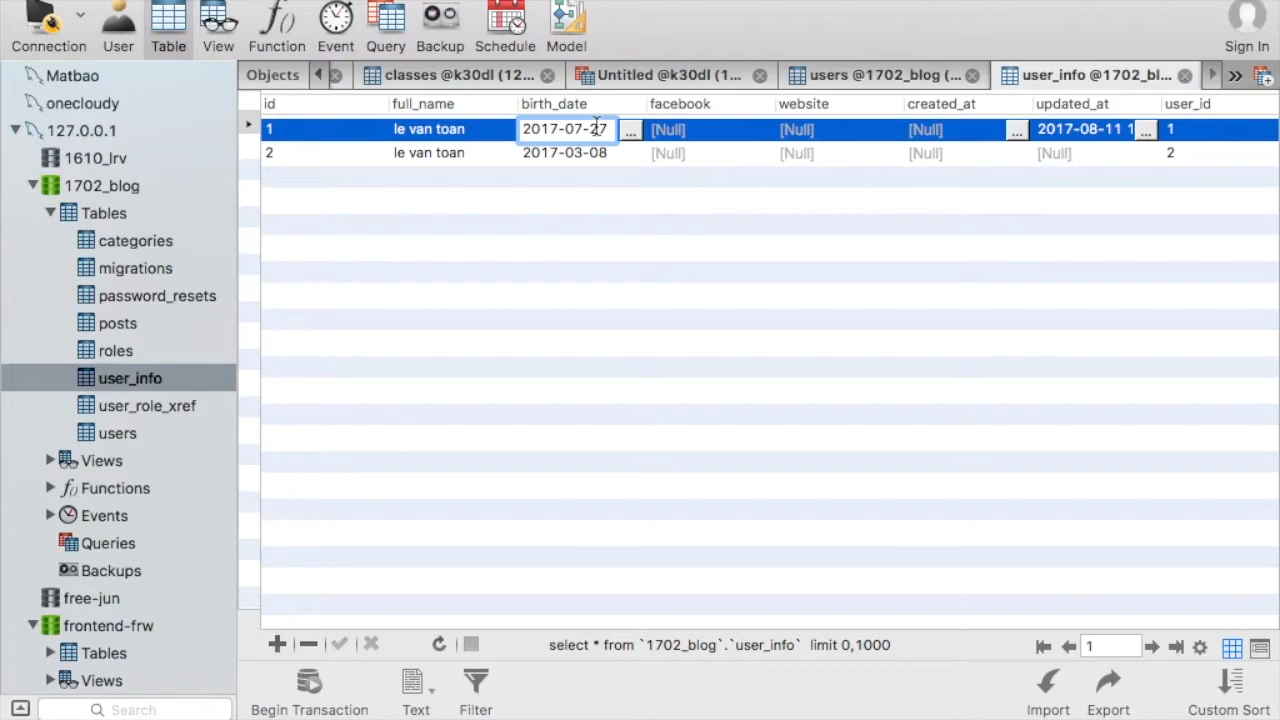 Connection User Table View Function Event Query Backup Schedule Model Sign In
Matbao
onecloudy
127.0.0.1
1610_lrv
1702_blog
Tables
categories
migrations
password_resets
posts
roles
user_info
user_role_xref
users
Views
Functions
Events
Queries
Backups
free-jun
frontend-frw
Tables
Views
Search
Objects classes @k30dl (12... Untitled @k30dl (1... users @1702_blog (... user_info @1702_bl...
id full_name birth_date facebook website created_at updated_at user_id
1 le van toan 2017-07-27 ... [Null] [Null] [Null] ... 2017-08-11 1 ... 1
2 le van toan 2017-03-08 [Null] [Null] [Null] [Null] 2
select * from `1702_blog`.`user_info` limit 0,1000 1
Begin Transaction Text Filter Import Export Custom Sort